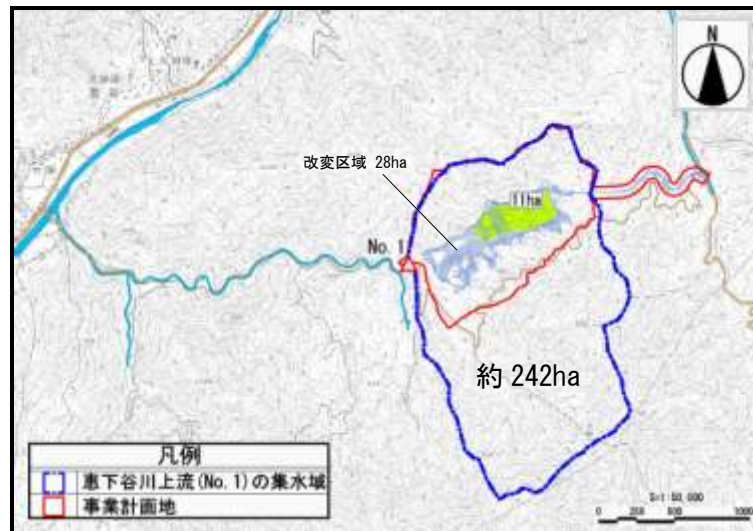 N
改変区域 28ha
11ha
No. 1
約 242ha
凡例
恵下谷川上流(No. 1)の集水域
事業計画地